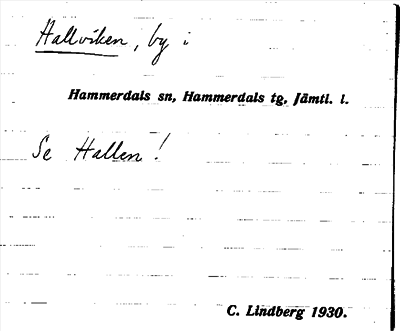 Hallviken, by i
Hammerdals sn, Hammerdals tg, Jämtl. l.
Se Hallen!
C. Lindberg 1930.